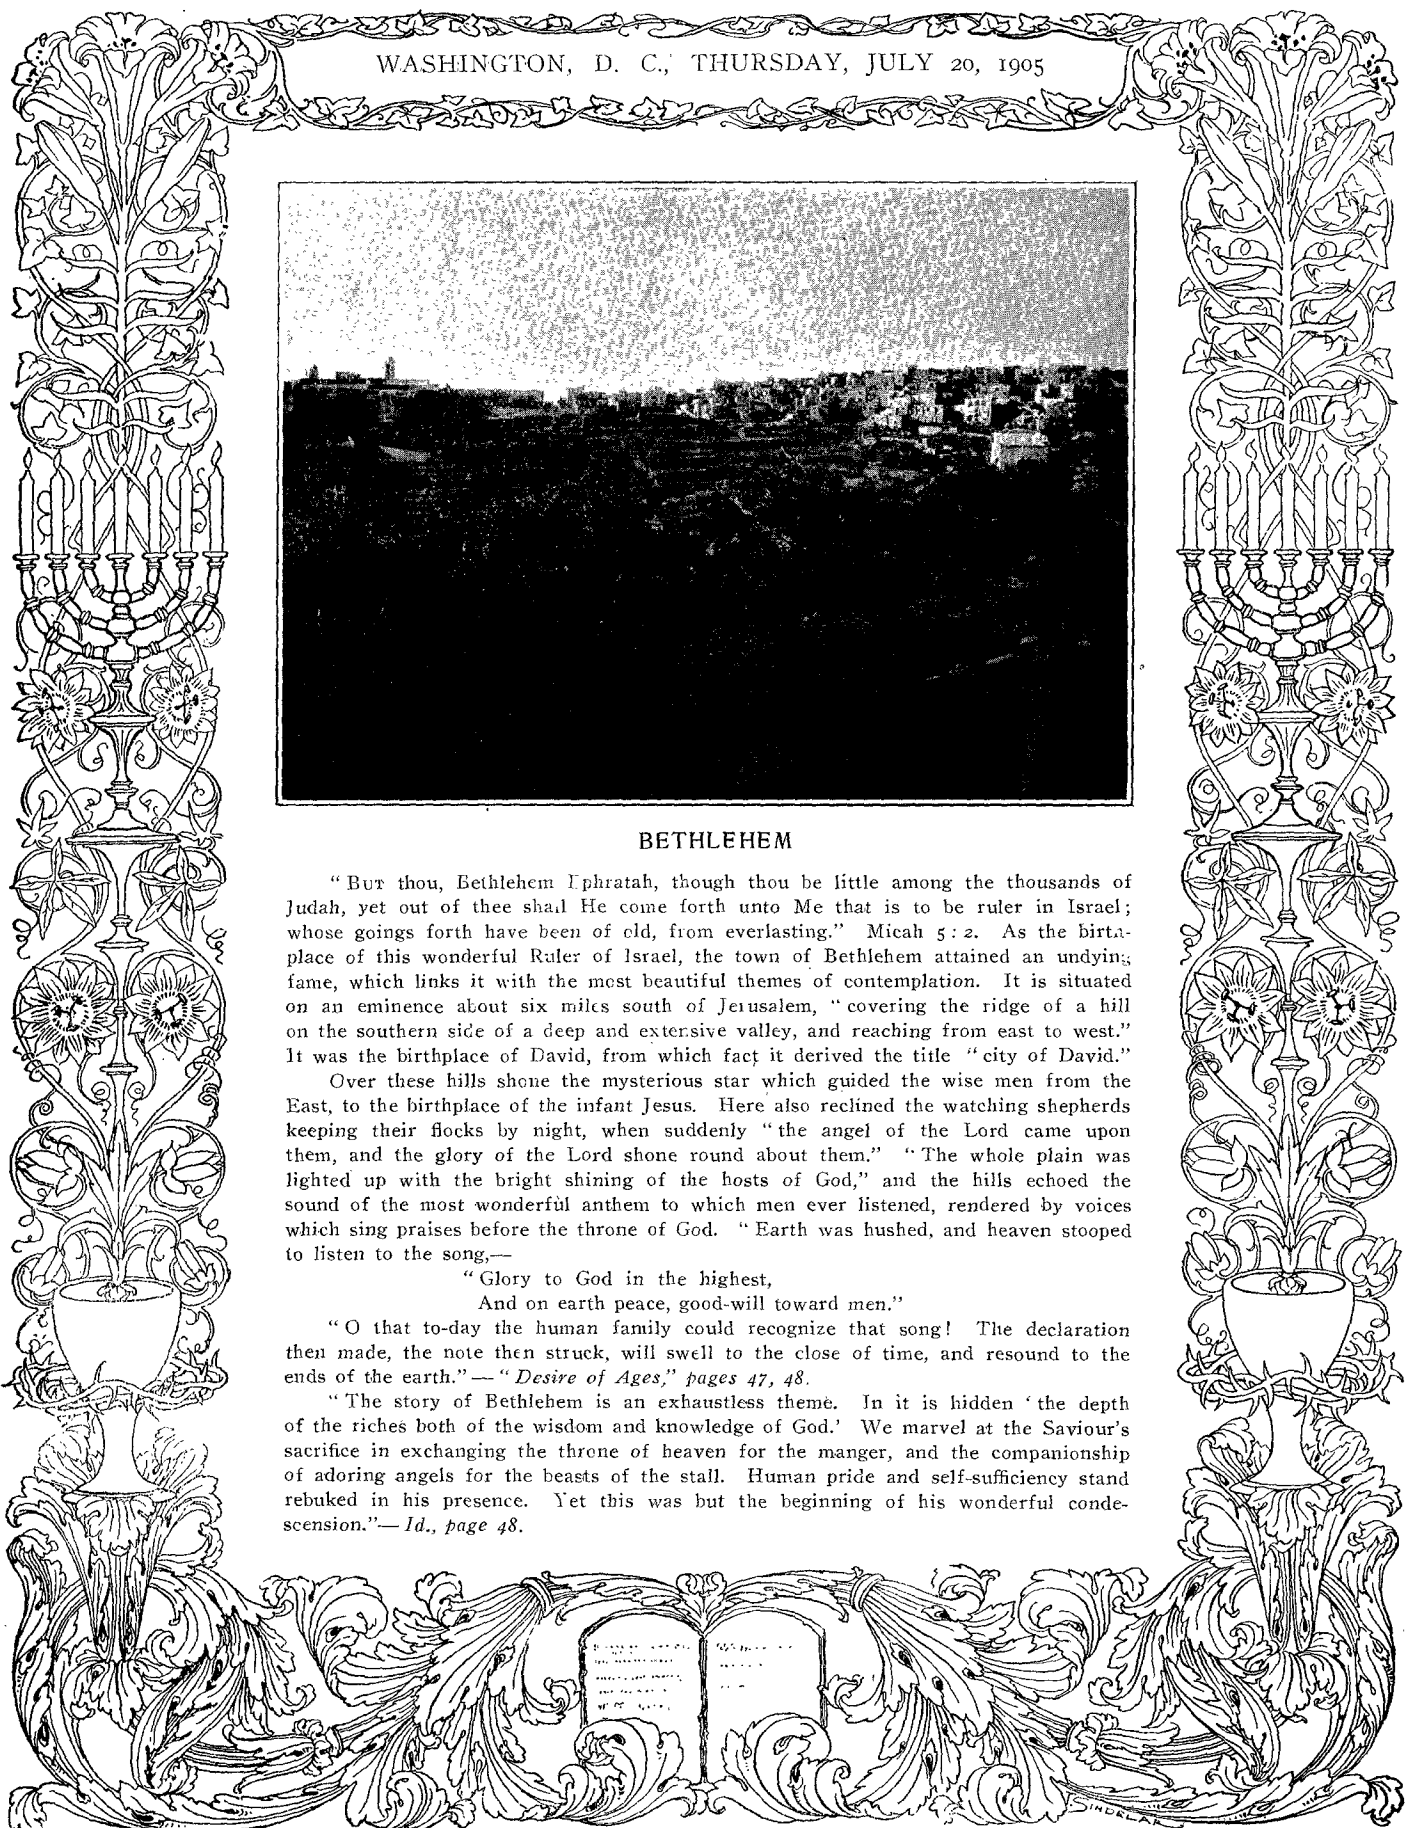 WASHINGTON, D. C., THURSDAY, JULY 20, 1905
BETHLEHEM
“ BUT thou, Bethlehem Ephratah, though thou be little among the thousands of
Judah, yet out of thee shall He come forth unto Me that is to be ruler in Israel;
whose goings forth have been of old, from everlasting.” Micah 5 : 2. As the birth-
place of this wonderful Ruler of Israel, the town of Bethlehem attained an undying
fame, which links it with the most beautiful themes of contemplation. It is situated
on an eminence about six miles south of Jerusalem, “ covering the ridge of a hill
on the southern side of a deep and extensive valley, and reaching from east to west.”
It was the birthplace of David, from which fact it derived the title “ city of David.”
Over these hills shone the mysterious star which guided the wise men from the
East, to the birthplace of the infant Jesus. Here also reclined the watching shepherds
keeping their flocks by night, when suddenly “ the angel of the Lord came upon
them, and the glory of the Lord shone round about them.” “ The whole plain was
lighted up with the bright shining of the hosts of God,” and the hills echoed the
sound of the most wonderful anthem to which men ever listened, rendered by voices
which sing praises before the throne of God. “ Earth was hushed, and heaven stooped
to listen to the song,—
“ Glory to God in the highest,
And on earth peace, good-will toward men.”
“ O that to-day the human family could recognize that song! The declaration
then made, the note then struck, will swell to the close of time, and resound to the
ends of the earth.” — “ Desire of Ages,” pages 47, 48.
“ The story of Bethlehem is an exhaustless theme. In it is hidden ‘ the depth
of the riches both of the wisdom and knowledge of God.’ We marvel at the Saviour’s
sacrifice in exchanging the throne of heaven for the manger, and the companionship
of adoring angels for the beasts of the stall. Human pride and self-sufficiency stand
rebuked in his presence. Yet this was but the beginning of his wonderful conde-
scension.”— Id., page 48.
SINDELAR